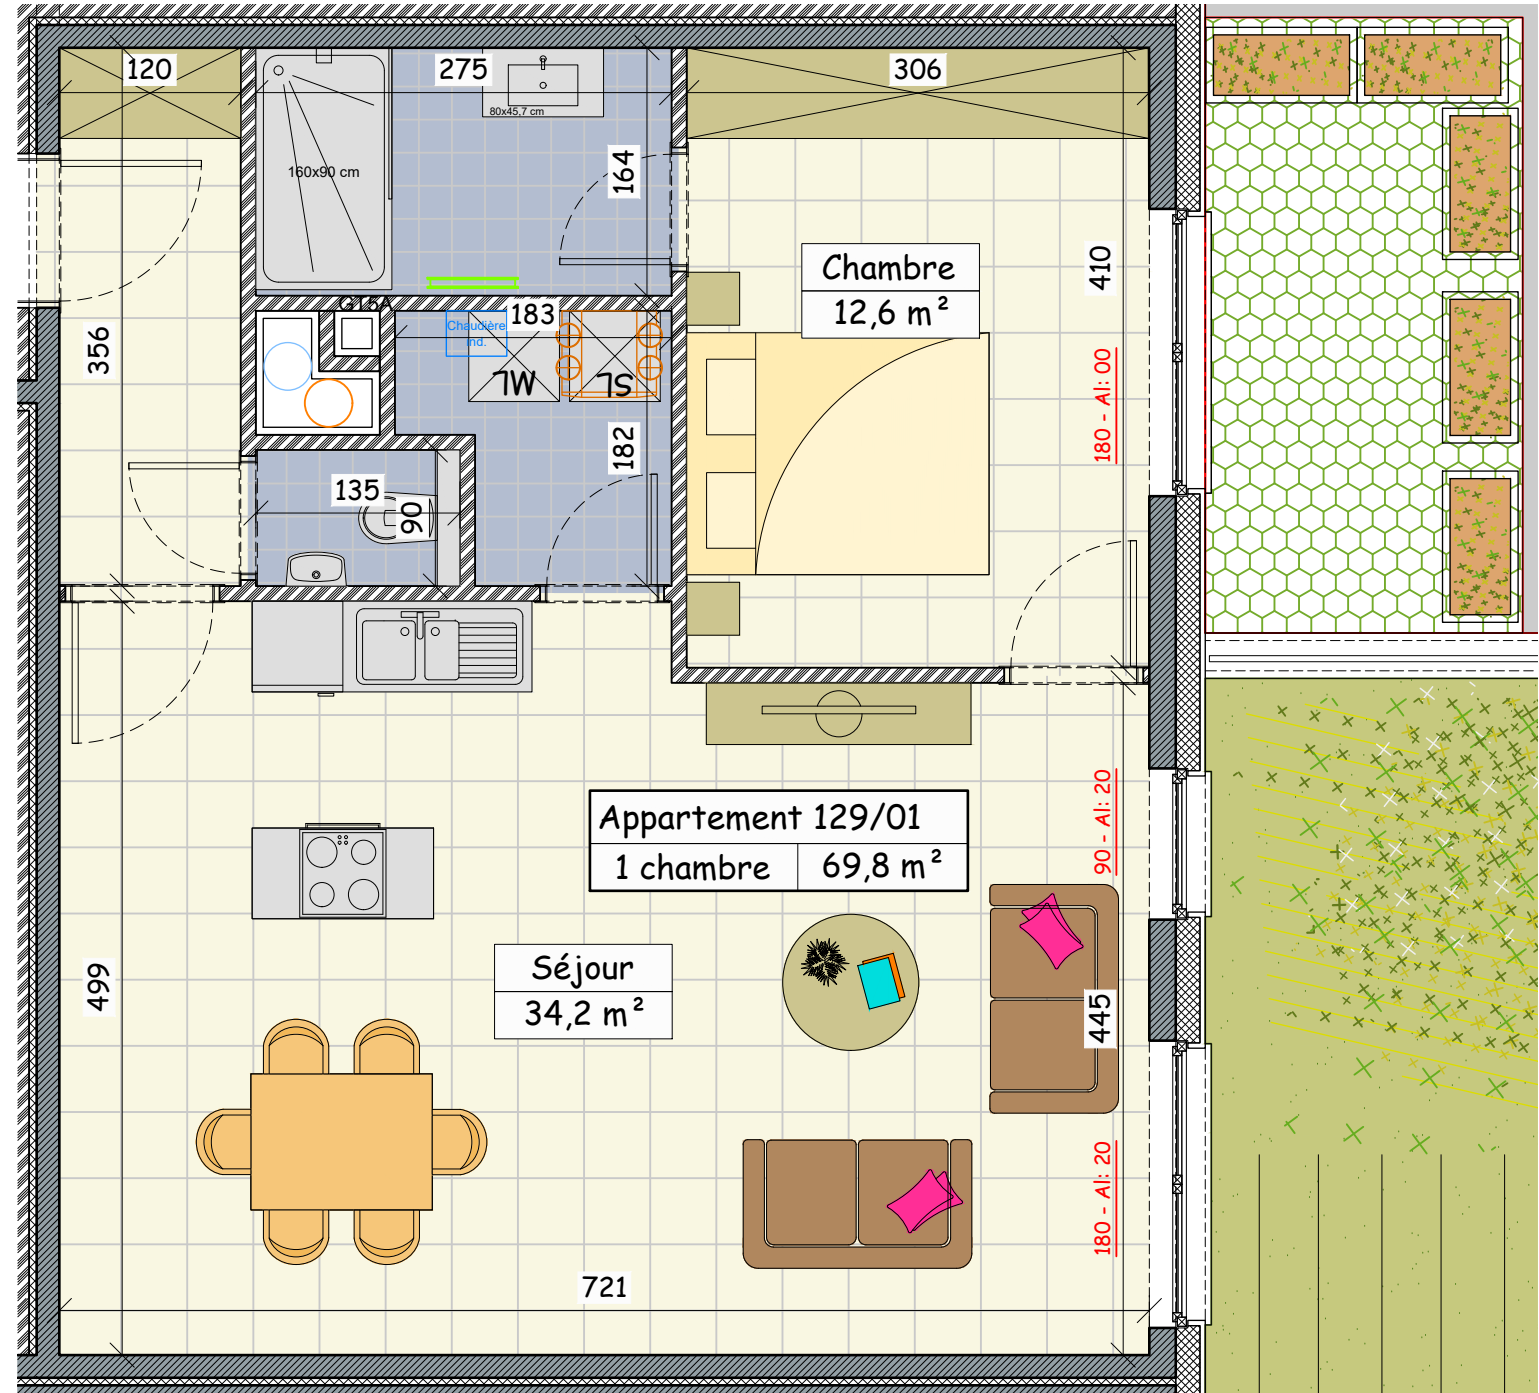 120
275
306
80x45,7 cm
160x90 cm
164
Chambre
12,6 m²
410
GT5A
183
Chaudière
ind.
356
ML
SL
180 - Al: 00
182
135
90
Appartement 129/01
1 chambre
69,8 m²
90 - Al: 20
Séjour
34,2 m²
499
445
180 - Al: 20
721